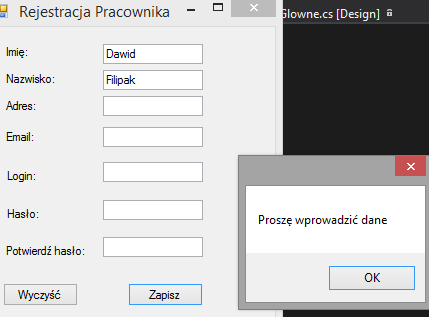 Rejestracja Pracownika
Glowne.cs [Design]
Imię: Dawid
Nazwisko: Filipak
Adres:
Email:
Login:
Hasło:
Potwierdź hasło:
Wyczyść Zapisz
Proszę wprowadzić dane
OK